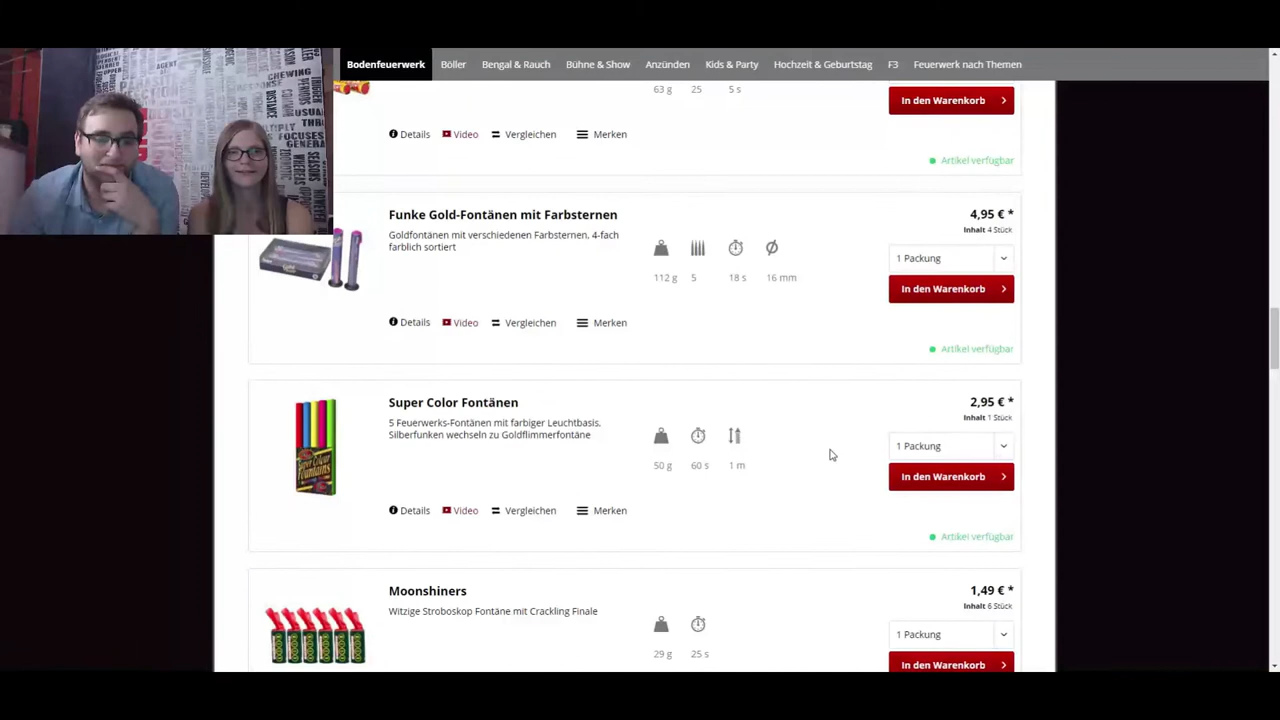 Bodenfeuerwerk Böller Bengal & Rauch Bühne & Show Anzünden Kids & Party Hochzeit & Geburtstag F3 Feuerwerk nach Themen
63 g 25 5 s
In den Warenkorb
Details Video Vergleichen Merken
Artikel verfügbar
Funke Gold-Fontänen mit Farbsternen
Goldfontänen mit verschiedenen Farbsternen, 4-fach
farblich sortiert
112 g 5 18 s 16 mm
4,95 € *
Inhalt 4 Stück
1 Packung
In den Warenkorb
Details Video Vergleichen Merken
Artikel verfügbar
Super Color Fontänen
5 Feuerwerks-Fontänen mit farbiger Leuchtbasis,
Silberfunken wechseln zu Goldflimmerfontäne
50 g 60 s 1 m
2,95 € *
Inhalt 1 Stück
1 Packung
In den Warenkorb
Details Video Vergleichen Merken
Artikel verfügbar
Moonshiners
Witzige Stroboskop Fontäne mit Crackling Finale
29 g 25 s
1,49 € *
Inhalt 6 Stück
1 Packung
In den Warenkorb